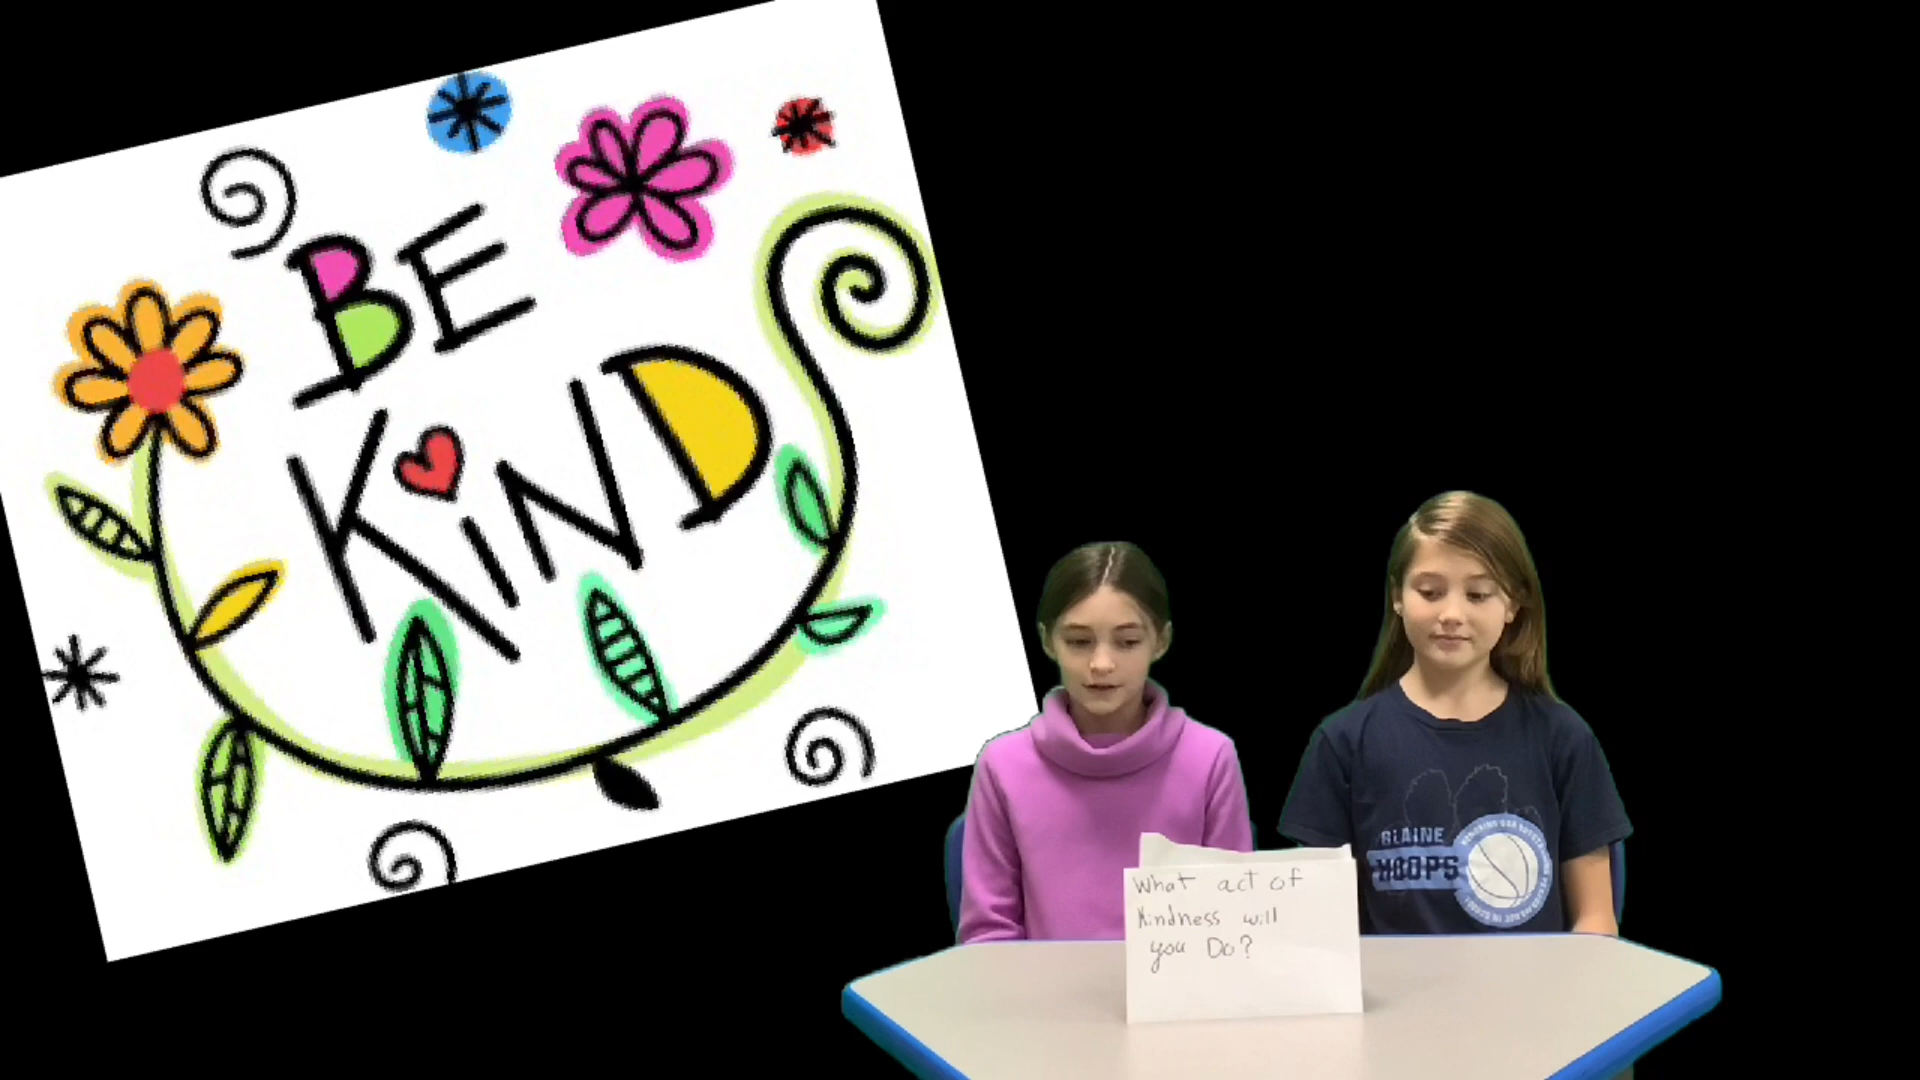 BE
KiND
What act of
Kindness will
you Do?
BLAINE
HOOPS